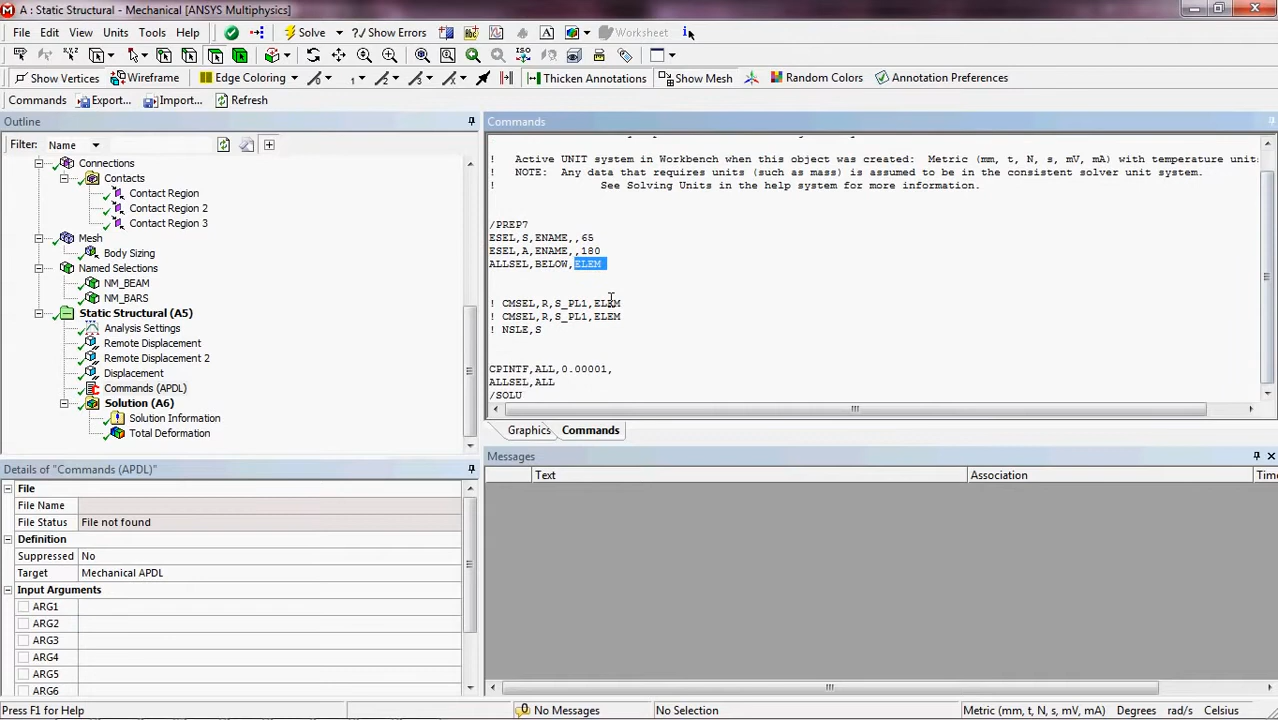 A : Static Structural - Mechanical [ANSYS Multiphysics]
File Edit View Units Tools Help Solve Show Errors Worksheet
Show Vertices Wireframe Edge Coloring Thicken Annotations Show Mesh Random Colors Annotation Preferences
Commands Export... Import... Refresh
Outline
Filter: Name
Connections
Contacts
Contact Region
Contact Region 2
Contact Region 3
Mesh
Body Sizing
Named Selections
NM_BEAM
NM_BARS
Static Structural (A5)
Analysis Settings
Remote Displacement
Remote Displacement 2
Displacement
Commands (APDL)
Solution (A6)
Solution Information
Total Deformation
Details of "Commands (APDL)"
File
File Name
File Status File not found
Definition
Suppressed No
Target Mechanical APDL
Input Arguments
ARG1
ARG2
ARG3
ARG4
ARG5
ARG6
Commands
! Active UNIT system in Workbench when this object was created: Metric (mm, t, N, s, mV, mA) with temperature unit
! NOTE: Any data that requires units (such as mass) is assumed to be in the consistent solver unit system.
! See Solving Units in the help system for more information.
/PREP7
ESEL,S,ENAME,,65
ESEL,A,ENAME,,180
ALLSEL,BELOW,ELEM
! CMSEL,R,S_PL1,ELEM
! CMSEL,R,S_PL1,ELEM
! NSLE,S
CPINTF,ALL,0.00001,
ALLSEL,ALL
/SOLU
Graphics Commands
Messages
Text Association Time
Press F1 for Help No Messages No Selection Metric (mm, t, N, s, mV, mA) Degrees rad/s Celsius